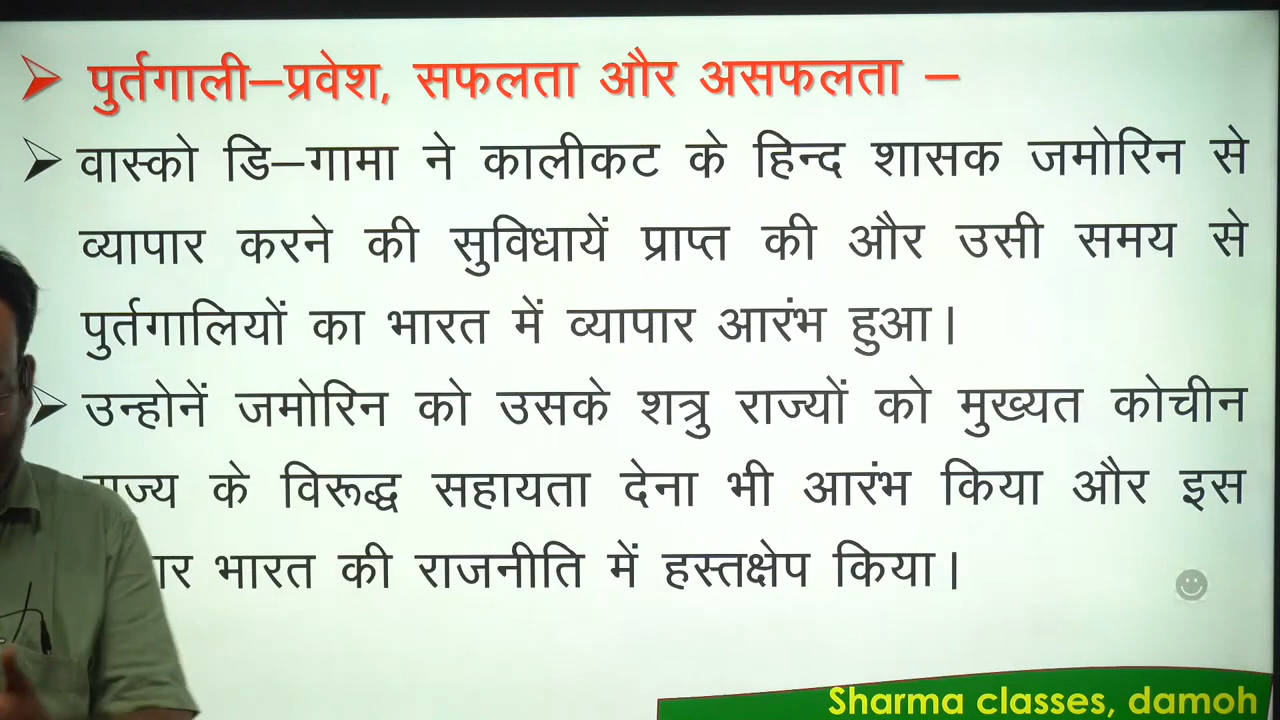 पुर्तगाली–प्रवेश, सफलता और असफलता –
वास्को डि–गामा ने कालीकट के हिन्द शासक जमोरिन से
व्यापार करने की सुविधायें प्राप्त की और उसी समय से
पुर्तगालियों का भारत में व्यापार आरंभ हुआ।
उन्होनें जमोरिन को उसके शत्रु राज्यों को मुख्यत कोचीन
के विरूद्ध सहायता देना भी आरंभ किया और इस
भारत की राजनीति में हस्तक्षेप किया।
Sharma classes, damoh